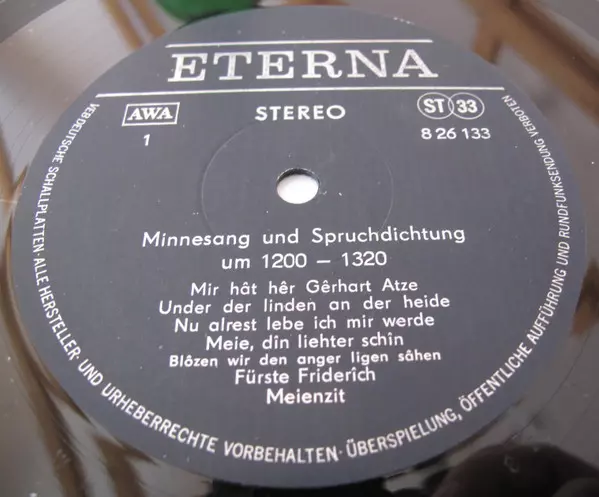 ETERNA
AWA
STEREO
ST 33
1
8 26 133
Minnesang und Spruchdichtung
um 1200 – 1320
Mir hât hêr Gêrhart Atze
Under der linden an der heide
Nu alrest lebe ich mir werde
Meie, dîn liehter schîn
Blôzen wir den anger ligen sâhen
Fürste Friderîch
Meienzit
VEB DEUTSCHE SCHALLPLATTEN · ALLE HERSTELLER- UND URHEBERRECHTE VORBEHALTEN · ÜBERSPIELUNG, ÖFFENTLICHE AUFFÜHRUNG UND RUNDFUNKSENDUNG VERBOTEN